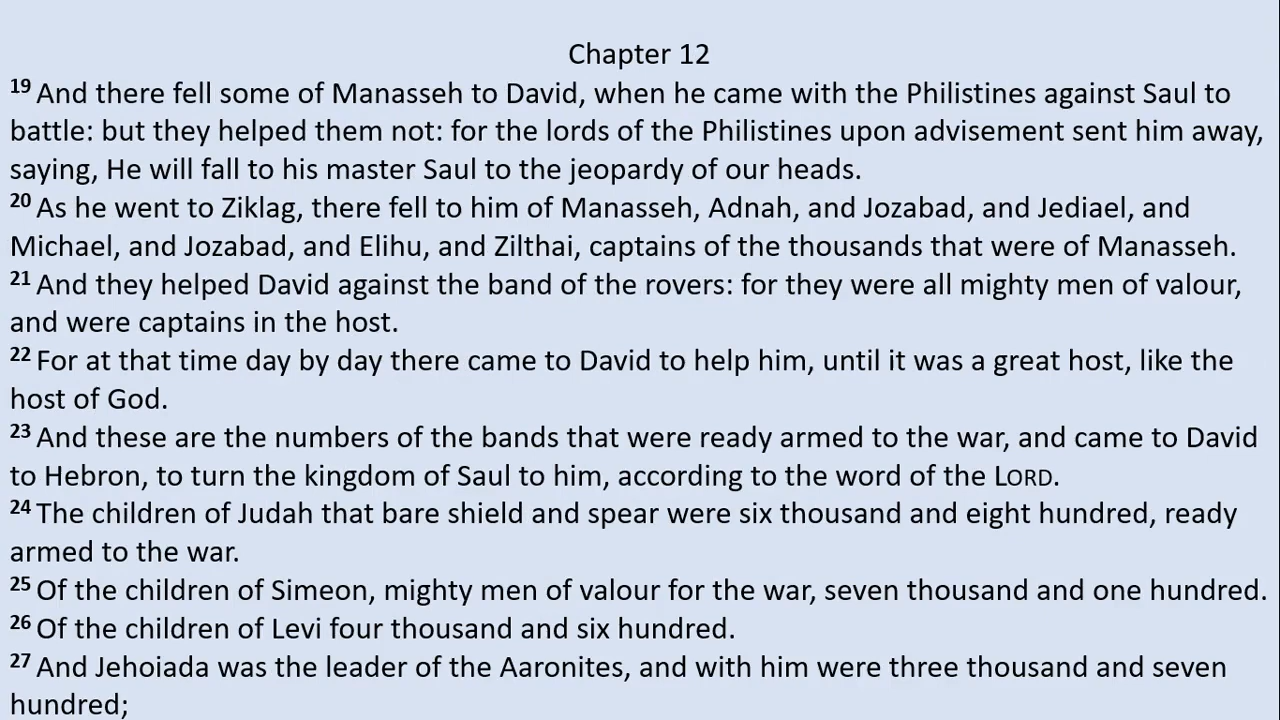 Chapter 12
19 And there fell some of Manasseh to David, when he came with the Philistines against Saul to
battle: but they helped them not: for the lords of the Philistines upon advisement sent him away,
saying, He will fall to his master Saul to the jeopardy of our heads.
20 As he went to Ziklag, there fell to him of Manasseh, Adnah, and Jozabad, and Jediael, and
Michael, and Jozabad, and Elihu, and Zilthai, captains of the thousands that were of Manasseh.
21 And they helped David against the band of the rovers: for they were all mighty men of valour,
and were captains in the host.
22 For at that time day by day there came to David to help him, until it was a great host, like the
host of God.
23 And these are the numbers of the bands that were ready armed to the war, and came to David
to Hebron, to turn the kingdom of Saul to him, according to the word of the LORD.
24 The children of Judah that bare shield and spear were six thousand and eight hundred, ready
armed to the war.
25 Of the children of Simeon, mighty men of valour for the war, seven thousand and one hundred.
26 Of the children of Levi four thousand and six hundred.
27 And Jehoiada was the leader of the Aaronites, and with him were three thousand and seven
hundred;